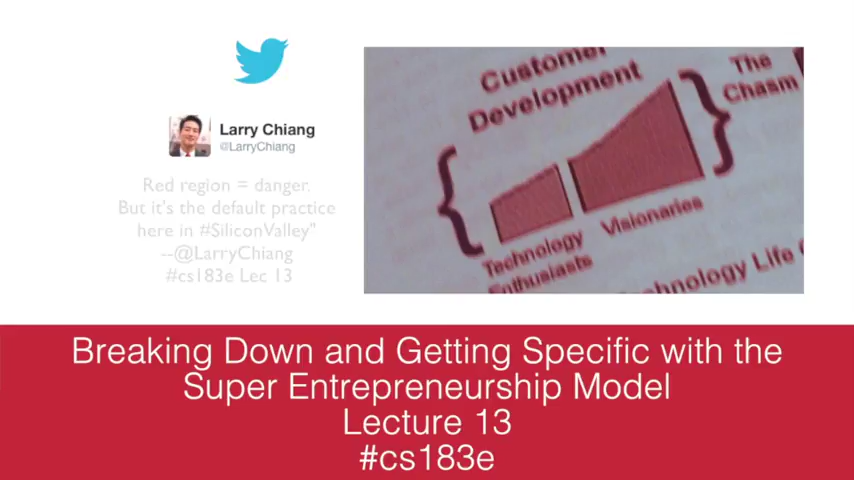 Larry Chiang
@LarryChiang
Red region = danger.
But it's the default practice
here in #SiliconValley"
--@LarryChiang
#cs183e Lec 13
Customer
Development
The
Chasm
Technology
Enthusiasts
Visionaries
Technology Life
Breaking Down and Getting Specific with the
Super Entrepreneurship Model
Lecture 13
#cs183e